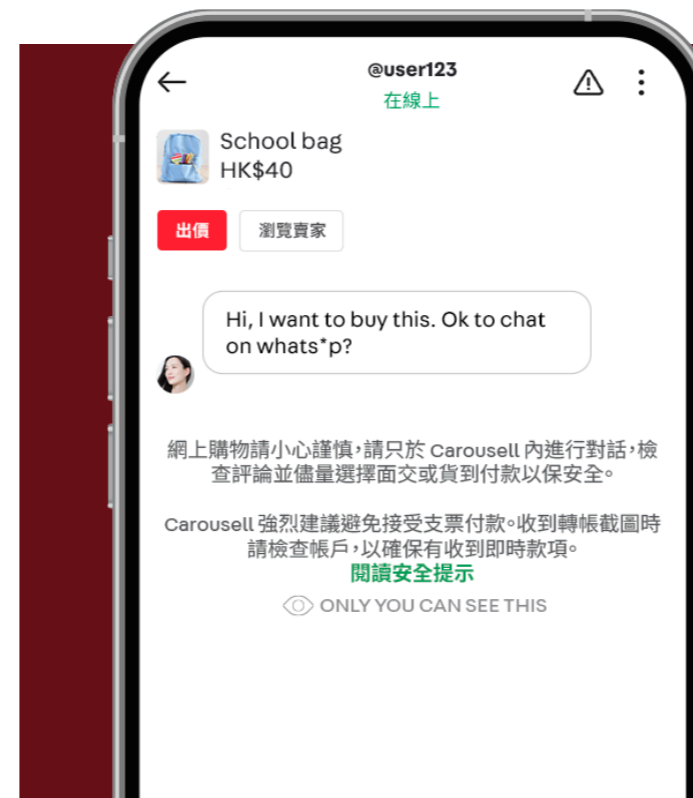 @user123
在線上
School bag
HK$40
出價
瀏覽賣家
Hi, I want to buy this. Ok to chat
on whats*p?
網上購物請小心謹慎,請只於 Carousell 內進行對話,檢
查評論並儘量選擇面交或貨到付款以保安全。
Carousell 強烈建議避免接受支票付款。收到轉帳截圖時
請檢查帳戶,以確保有收到即時款項。
閱讀安全提示
ONLY YOU CAN SEE THIS